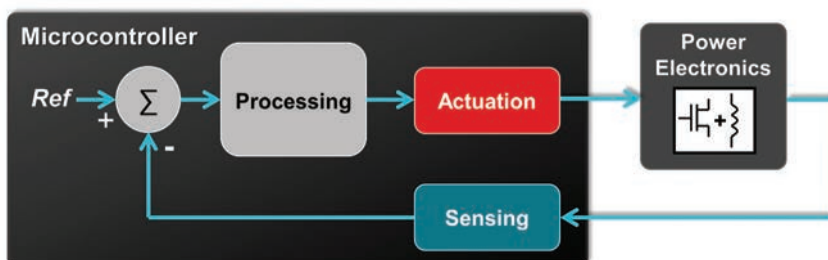 Microcontroller
Power
Electronics
Ref
+
Σ
-
Processing
Actuation
+
Sensing